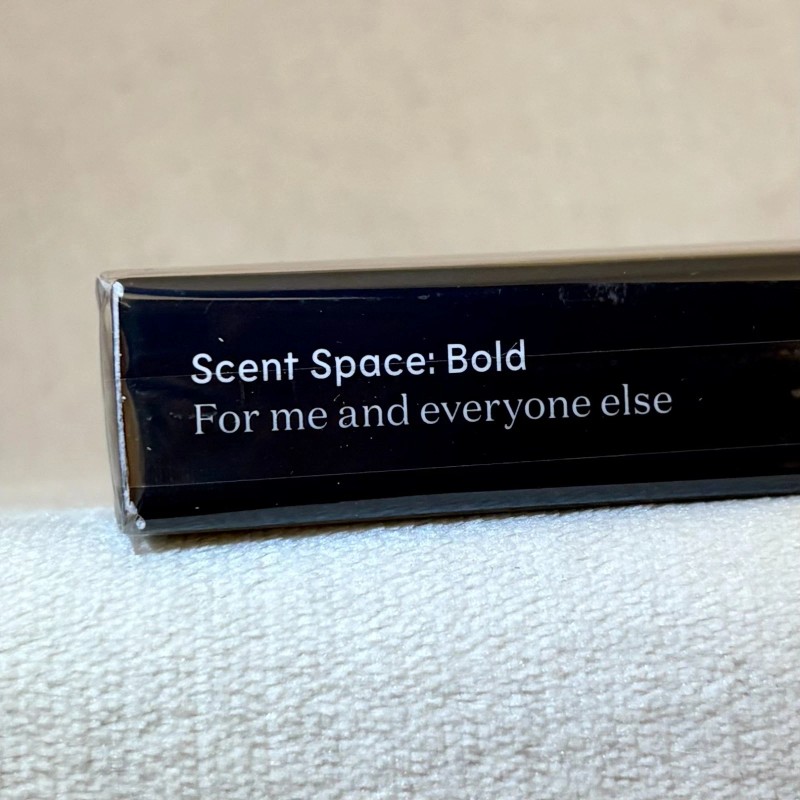 Scent Space: Bold
For me and everyone else